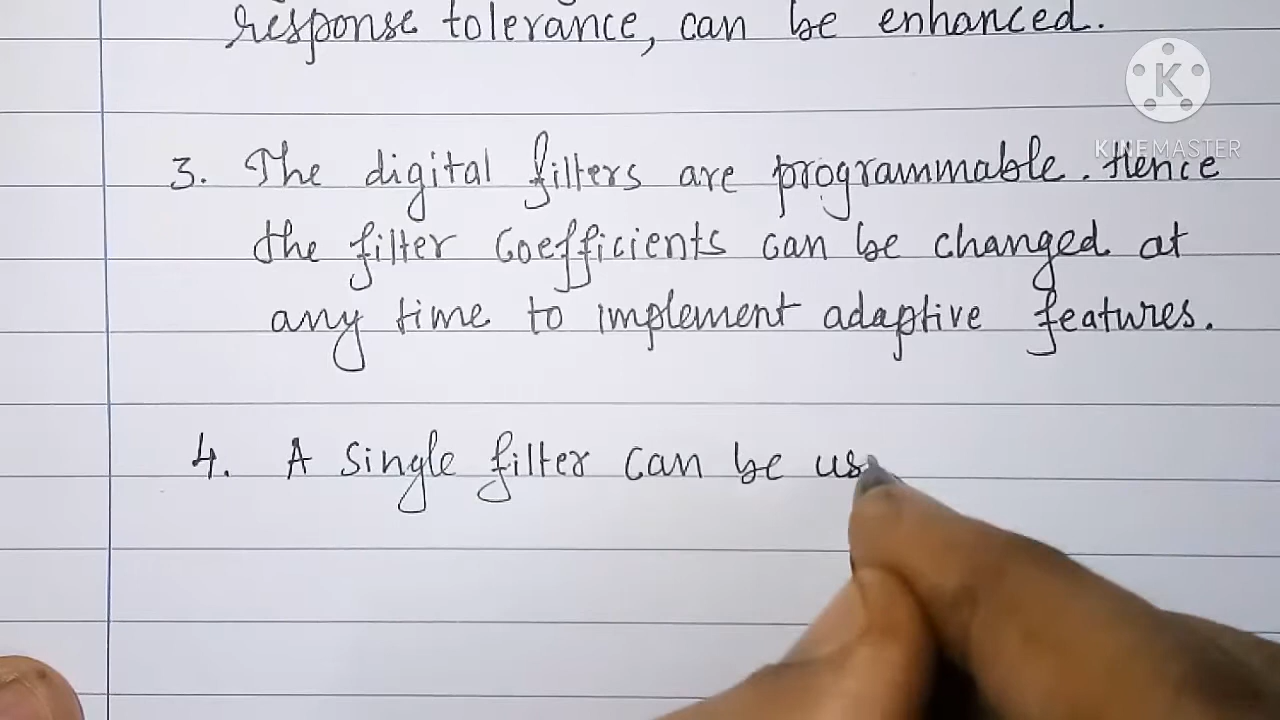 response tolerance, can be enhanced.
K
KINEMASTER
3. The digital filters are programmable. Hence
the filter coefficients can be changed at
any time to implement adaptive features.
4. A single filter can be us